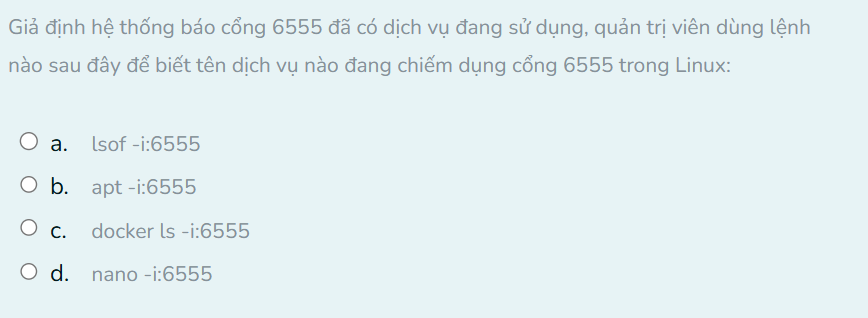 Giả định hệ thống báo cổng 6555 đã có dịch vụ đang sử dụng, quản trị viên dùng lệnh
nào sau đây để biết tên dịch vụ nào đang chiếm dụng cổng 6555 trong Linux:
a. lsof -i:6555
b. apt -i:6555
c. docker ls -i:6555
d. nano -i:6555